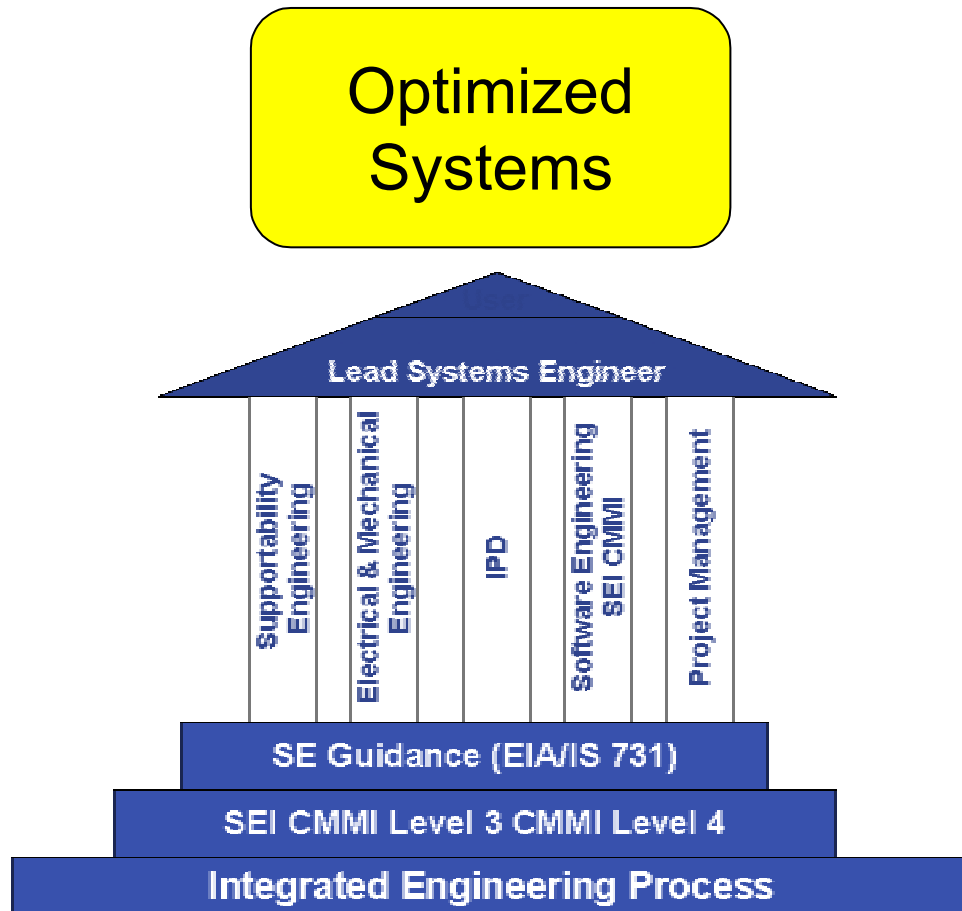 Optimized
Systems
User
Lead Systems Engineer
Supportability
Engineering
Electrical & Mechanical
Engineering
IPD
Software Engineering
SEI CMMI
Project Management
SE Guidance (EIA/IS 731)
SEI CMMI Level 3 CMMI Level 4
Integrated Engineering Process